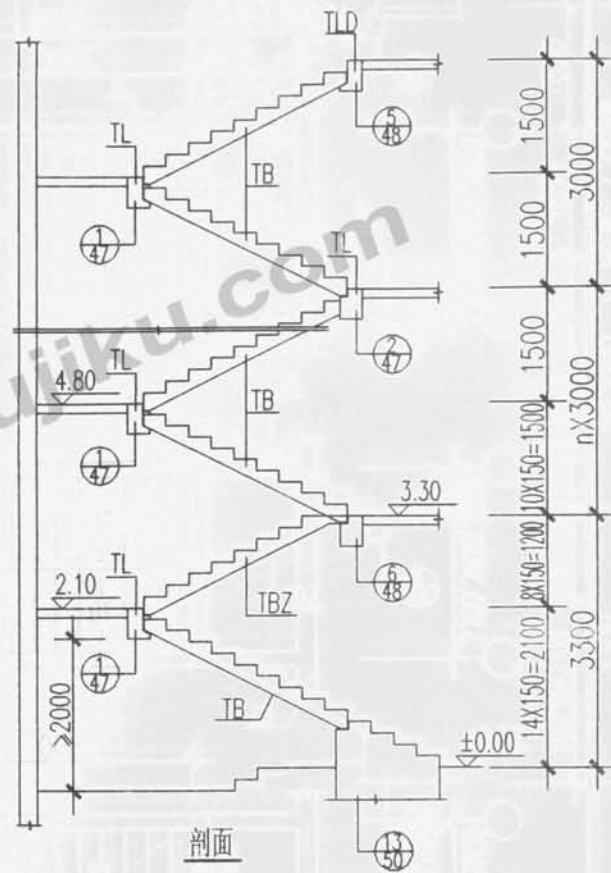 TLD
5
48
TL
TB
1
47
TL
2
47
TL
4.80
TB
1
47
3.30
TL
2.10
TBZ
6
48
1
47
≥2000
TB
±0.00
13
50
剖面
1500
1500
3000
1500
10X150=1500
nX3000
8X150=1200
14X150=2100
3300
ujiku.com